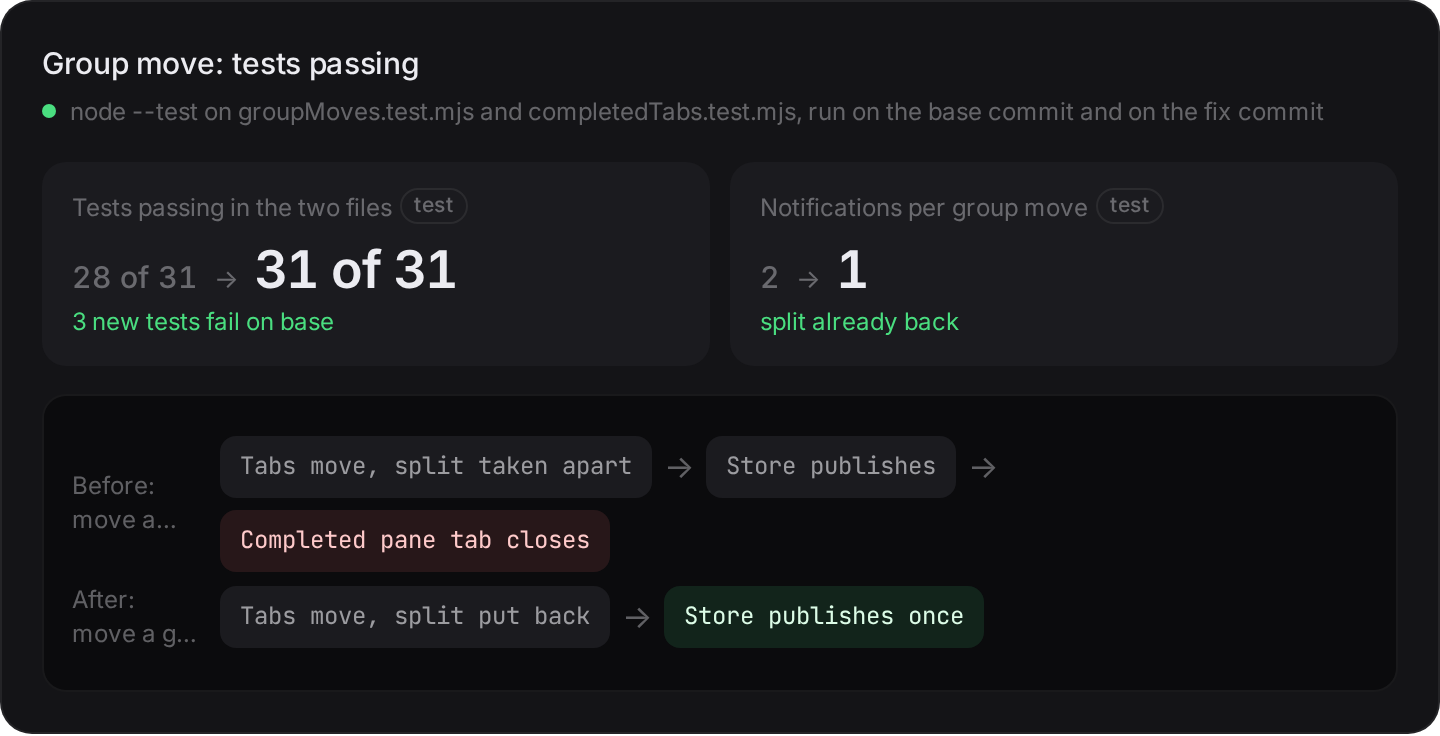 Group move: tests passing
node --test on groupMoves.test.mjs and completedTabs.test.mjs, run on the base commit and on the fix commit
Tests passing in the two files test
28 of 31 → 31 of 31
3 new tests fail on base
Notifications per group move test
2 → 1
split already back
Before:
move a...
Tabs move, split taken apart → Store publishes →
Completed pane tab closes
After:
move a g...
Tabs move, split put back → Store publishes once